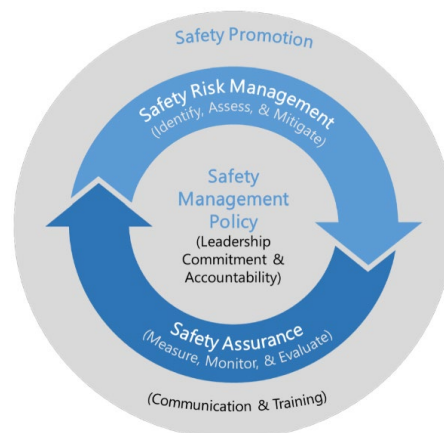 Safety Promotion
Safety Risk Management
(Identify, Assess, & Mitigate)
Safety
Management
Policy
(Leadership
Commitment &
Accountability)
Safety Assurance
(Measure, Monitor, & Evaluate)
(Communication & Training)